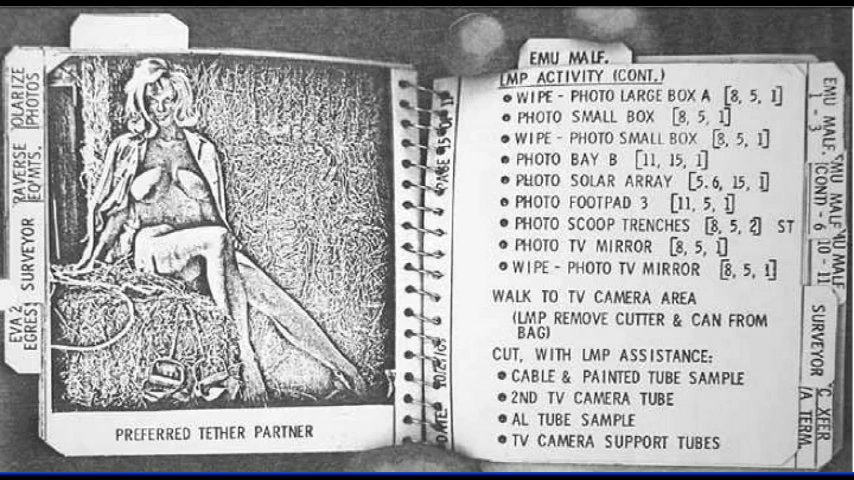 OLARIZE
PHOTOS
RAVERSE
EQ'MTS.
SURVEYOR
EVA 2
EGRESS
PREFERRED TETHER PARTNER
EMU MALF.
LMP ACTIVITY (CONT.)
• WIPE - PHOTO LARGE BOX A [8, 5, 1]
• PHOTO SMALL BOX [8, 5, 1]
• WIPE - PHOTO SMALL BOX [8, 5, 1]
• PHOTO BAY B [11, 15, 1]
• PHOTO SOLAR ARRAY [5.6, 15, 1]
• PHOTO FOOTPAD 3 [11, 5, 1]
• PHOTO SCOOP TRENCHES [8, 5, 2] ST
• PHOTO TV MIRROR [8, 5, 1]
• WIPE - PHOTO TV MIRROR [8, 5, 1]
WALK TO TV CAMERA AREA
(LMP REMOVE CUTTER & CAN FROM
BAG)
CUT, WITH LMP ASSISTANCE:
• CABLE & PAINTED TUBE SAMPLE
• 2ND TV CAMERA TUBE
• AL TUBE SAMPLE
• TV CAMERA SUPPORT TUBES
EMU MALF.
1 - 3
EMU MALF
(COND - 6
U MALF
10 - 11
SURVEYOR
C XFER
/A TERM.